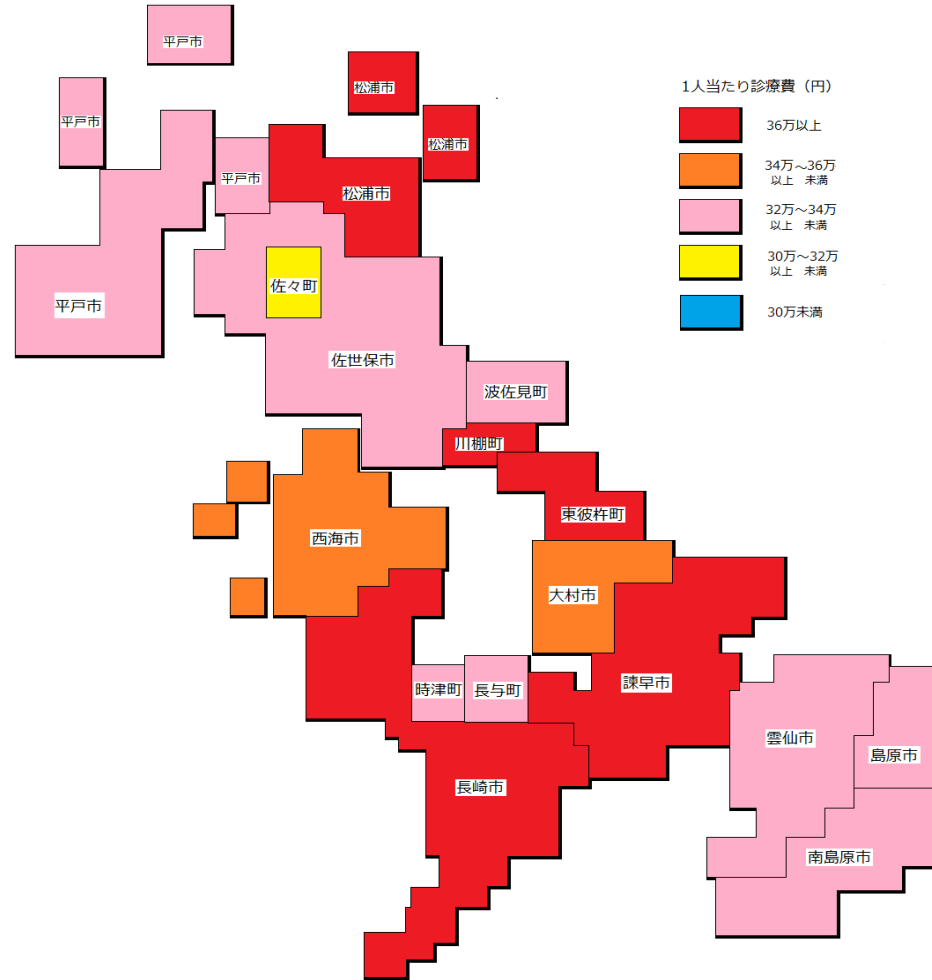 平戸市
松浦市
1人当たり診療費（円）
平戸市
松浦市
36万以上
平戸市
松浦市
34万～36万
以上　未満
32万～34万
以上　未満
30万～32万
以上　未満
佐々町
平戸市
30万未満
佐世保市
波佐見町
川棚町
東彼杵町
西海市
大村市
時津町
長与町
諫早市
雲仙市
島原市
長崎市
南島原市